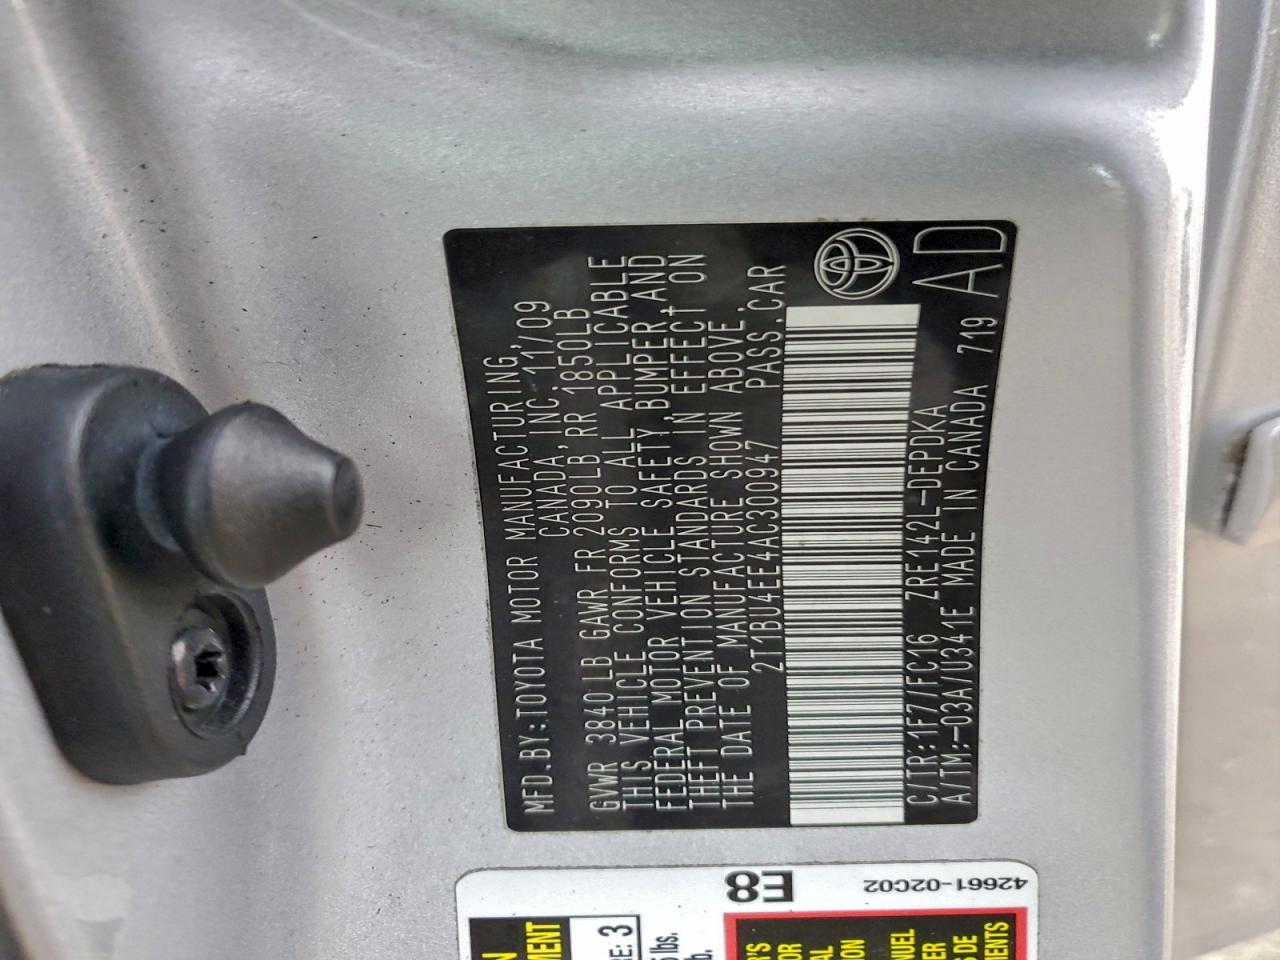 MFD.BY:TOYOTA MOTOR MANUFACTURING,
CANADA, INC. 11/09
GVWR 3840 LB GAWR FR 2090LB RR 1850LB
THIS VEHICLE CONFORMS TO ALL APPLICABLE
FEDERAL MOTOR VEHICLE SAFETY, BUMPER, AND
THEFT PREVENTION STANDARDS IN EFFECT ON
THE DATE OF MANUFACTURE SHOWN ABOVE.
2T1BU4EE4AC300947 PASS.CAR
C/TR:1F7/FC16 ZRE142L-DEPDKA
A/TM:-03A/U341E MADE IN CANADA 719 AD
E8
42661-02C02